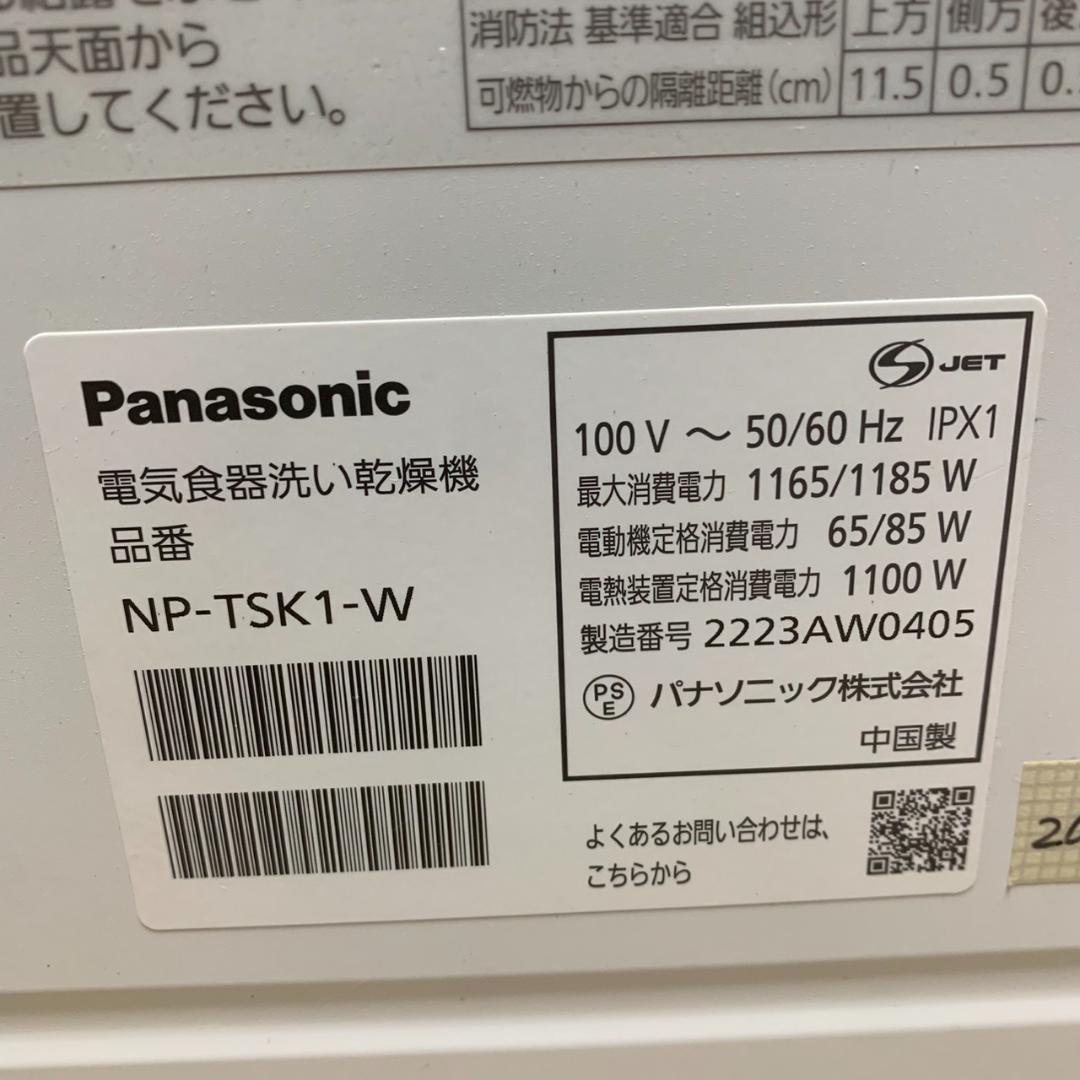 品天面から
置してください。
消防法 基準適合 組込形 上方 側方 後
可燃物からの隔離距離(cm) 11.5 0.5 0.
Panasonic
電気食器洗い乾燥機
品番
NP-TSK1-W
JET
100 V ～ 50/60 Hz IPX1
最大消費電力 1165/1185 W
電動機定格消費電力 65/85 W
電熱装置定格消費電力 1100 W
製造番号 2223AW0405
PS
E
パナソニック株式会社
中国製
よくあるお問い合わせは、
こちらから